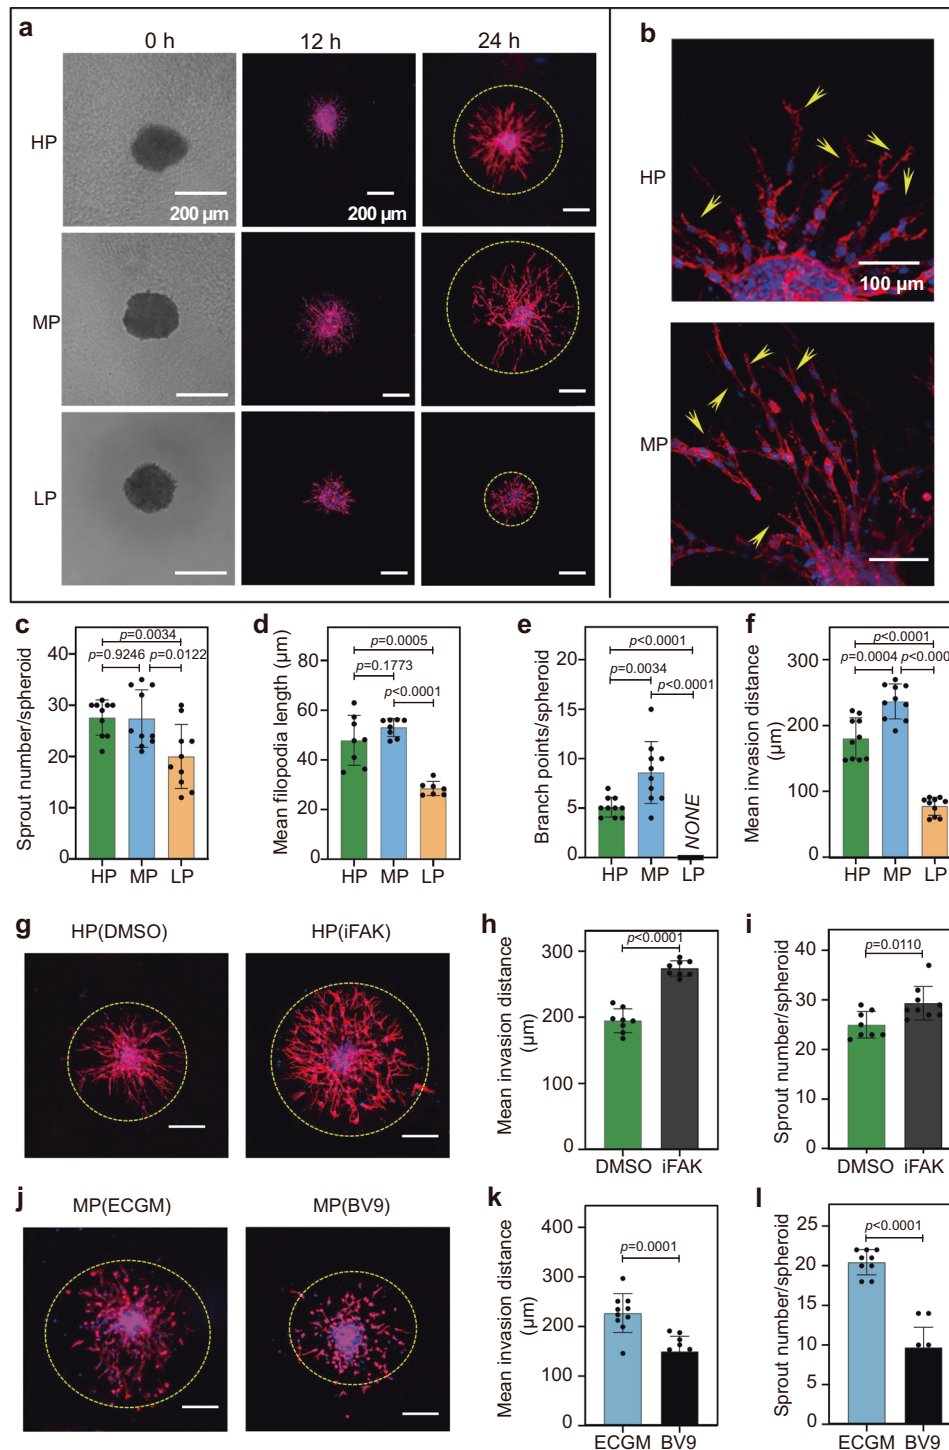 a
0 h 12 h 24 h
HP
200 µm 200 µm
MP
LP
b
HP
100 µm
MP
c
Sprout number/spheroid
40
30
20
10
0
p=0.0034
p=0.9246 p=0.0122
HP MP LP
d
Mean filopodia length (µm)
80
60
40
20
0
p=0.0005
p=0.1773
p<0.0001
HP MP LP
e
Branch points/spheroid
20
15
10
5
0
p<0.0001
p=0.0034
p<0.0001
NONE
HP MP LP
f
Mean invasion distance
(µm)
300
200
100
0
p<0.0001
p=0.0004 p<0.000
HP MP LP
g
HP(DMSO) HP(iFAK)
h
Mean invasion distance
(µm)
300
200
100
0
p<0.0001
DMSO iFAK
i
Sprout number/spheroid
40
30
20
10
0
p=0.0110
DMSO iFAK
j
MP(ECGM) MP(BV9)
k
Mean invasion distance
(µm)
400
300
200
100
0
p=0.0001
ECGM BV9
l
Sprout number/spheroid
25
20
15
10
5
0
p<0.0001
ECGM BV9